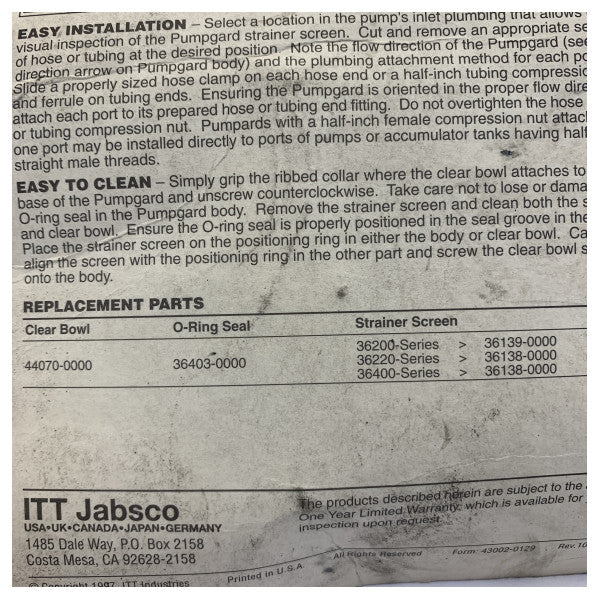 EASY INSTALLATION – Select a location in the pump's inlet plumbing that allows
visual inspection of the Pumpgard strainer screen. Cut and remove an appropriate
of hose or tubing at the desired position. Note the flow direction of the Pumpgard (see
direction arrow on Pumpgard body) and the plumbing attachment method for each
Slide a properly sized hose clamp on each hose end or a half-inch tubing
and ferrule on tubing ends. Ensuring the Pumpgard is oriented in the proper flow
attach each port to its prepared hose or tubing end fitting. Do not overtighten the hose
or tubing compression nut. Pumpards with a half-inch female compression nut
one port may be installed directly to ports of pumps or accumulator tanks having half
straight male threads.
EASY TO CLEAN – Simply grip the ribbed collar where the clear bowl attaches to
base of the Pumpgard and unscrew counterclockwise. Take care not to lose or
O-ring seal in the Pumpgard body. Remove the strainer screen and clean both the
and clear bowl. Ensure the O-ring seal is properly positioned in the seal groove in the
Place the strainer screen on the positioning ring in either the body or clear bowl.
align the screen with the positioning ring in the other part and screw the clear bowl
onto the body.
REPLACEMENT PARTS
Clear Bowl O-Ring Seal Strainer Screen
36200-Series > 36139-0000
44070-0000 36403-0000 36220-Series > 36138-0000
36400-Series > 36138-0000
ITT Jabsco
USA•UK•CANADA•JAPAN•GERMANY
1485 Dale Way, P.O. Box 2158
Costa Mesa, CA 92628-2158
The products described herein are subject to the
One Year Limited Warranty, which is available for
inspection upon request.
© Copyright 1997, ITT Industries Printed in U.S.A. All Rights Reserved Form: 43002-0129 Rev. 10